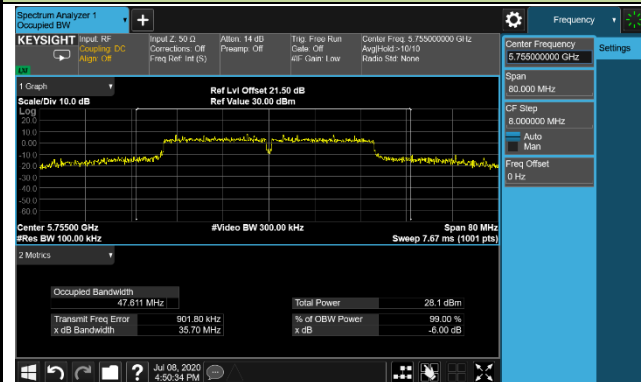 Spectrum Analyzer 1
Occupied BW
Frequency
KEYSIGHT
Input: RF
Coupling: DC
Align: Off
Input Z: 50 Ω
Corrections: Off
Freq Ref: Int (S)
Atten: 14 dB
Preamp: Off
Trig: Free Run
Gate: Off
#IF Gain: Low
Center Freq: 5.755000000 GHz
Avg|Hold:>10/10
Radio Std: None
LXI
1 Graph
Scale/Div 10.0 dB
Ref Lvl Offset 21.50 dB
Ref Value 30.00 dBm
Log
20.0
10.0
0.00
-10.0
-20.0
-30.0
-40.0
-50.0
-60.0
Center 5.75500 GHz
#Res BW 100.00 kHz
#Video BW 300.00 kHz
Span 80 MHz
Sweep 7.67 ms (1001 pts)
2 Metrics
Occupied Bandwidth
47.611 MHz
Transmit Freq Error 901.80 kHz
x dB Bandwidth 35.70 MHz
Total Power 28.1 dBm
% of OBW Power 99.00 %
x dB -6.00 dB
Jul 08, 2020
4:50:34 PM
Center Frequency
5.755000000 GHz
Settings
Span
80.000 MHz
CF Step
8.000000 MHz
Auto
Man
Freq Offset
0 Hz